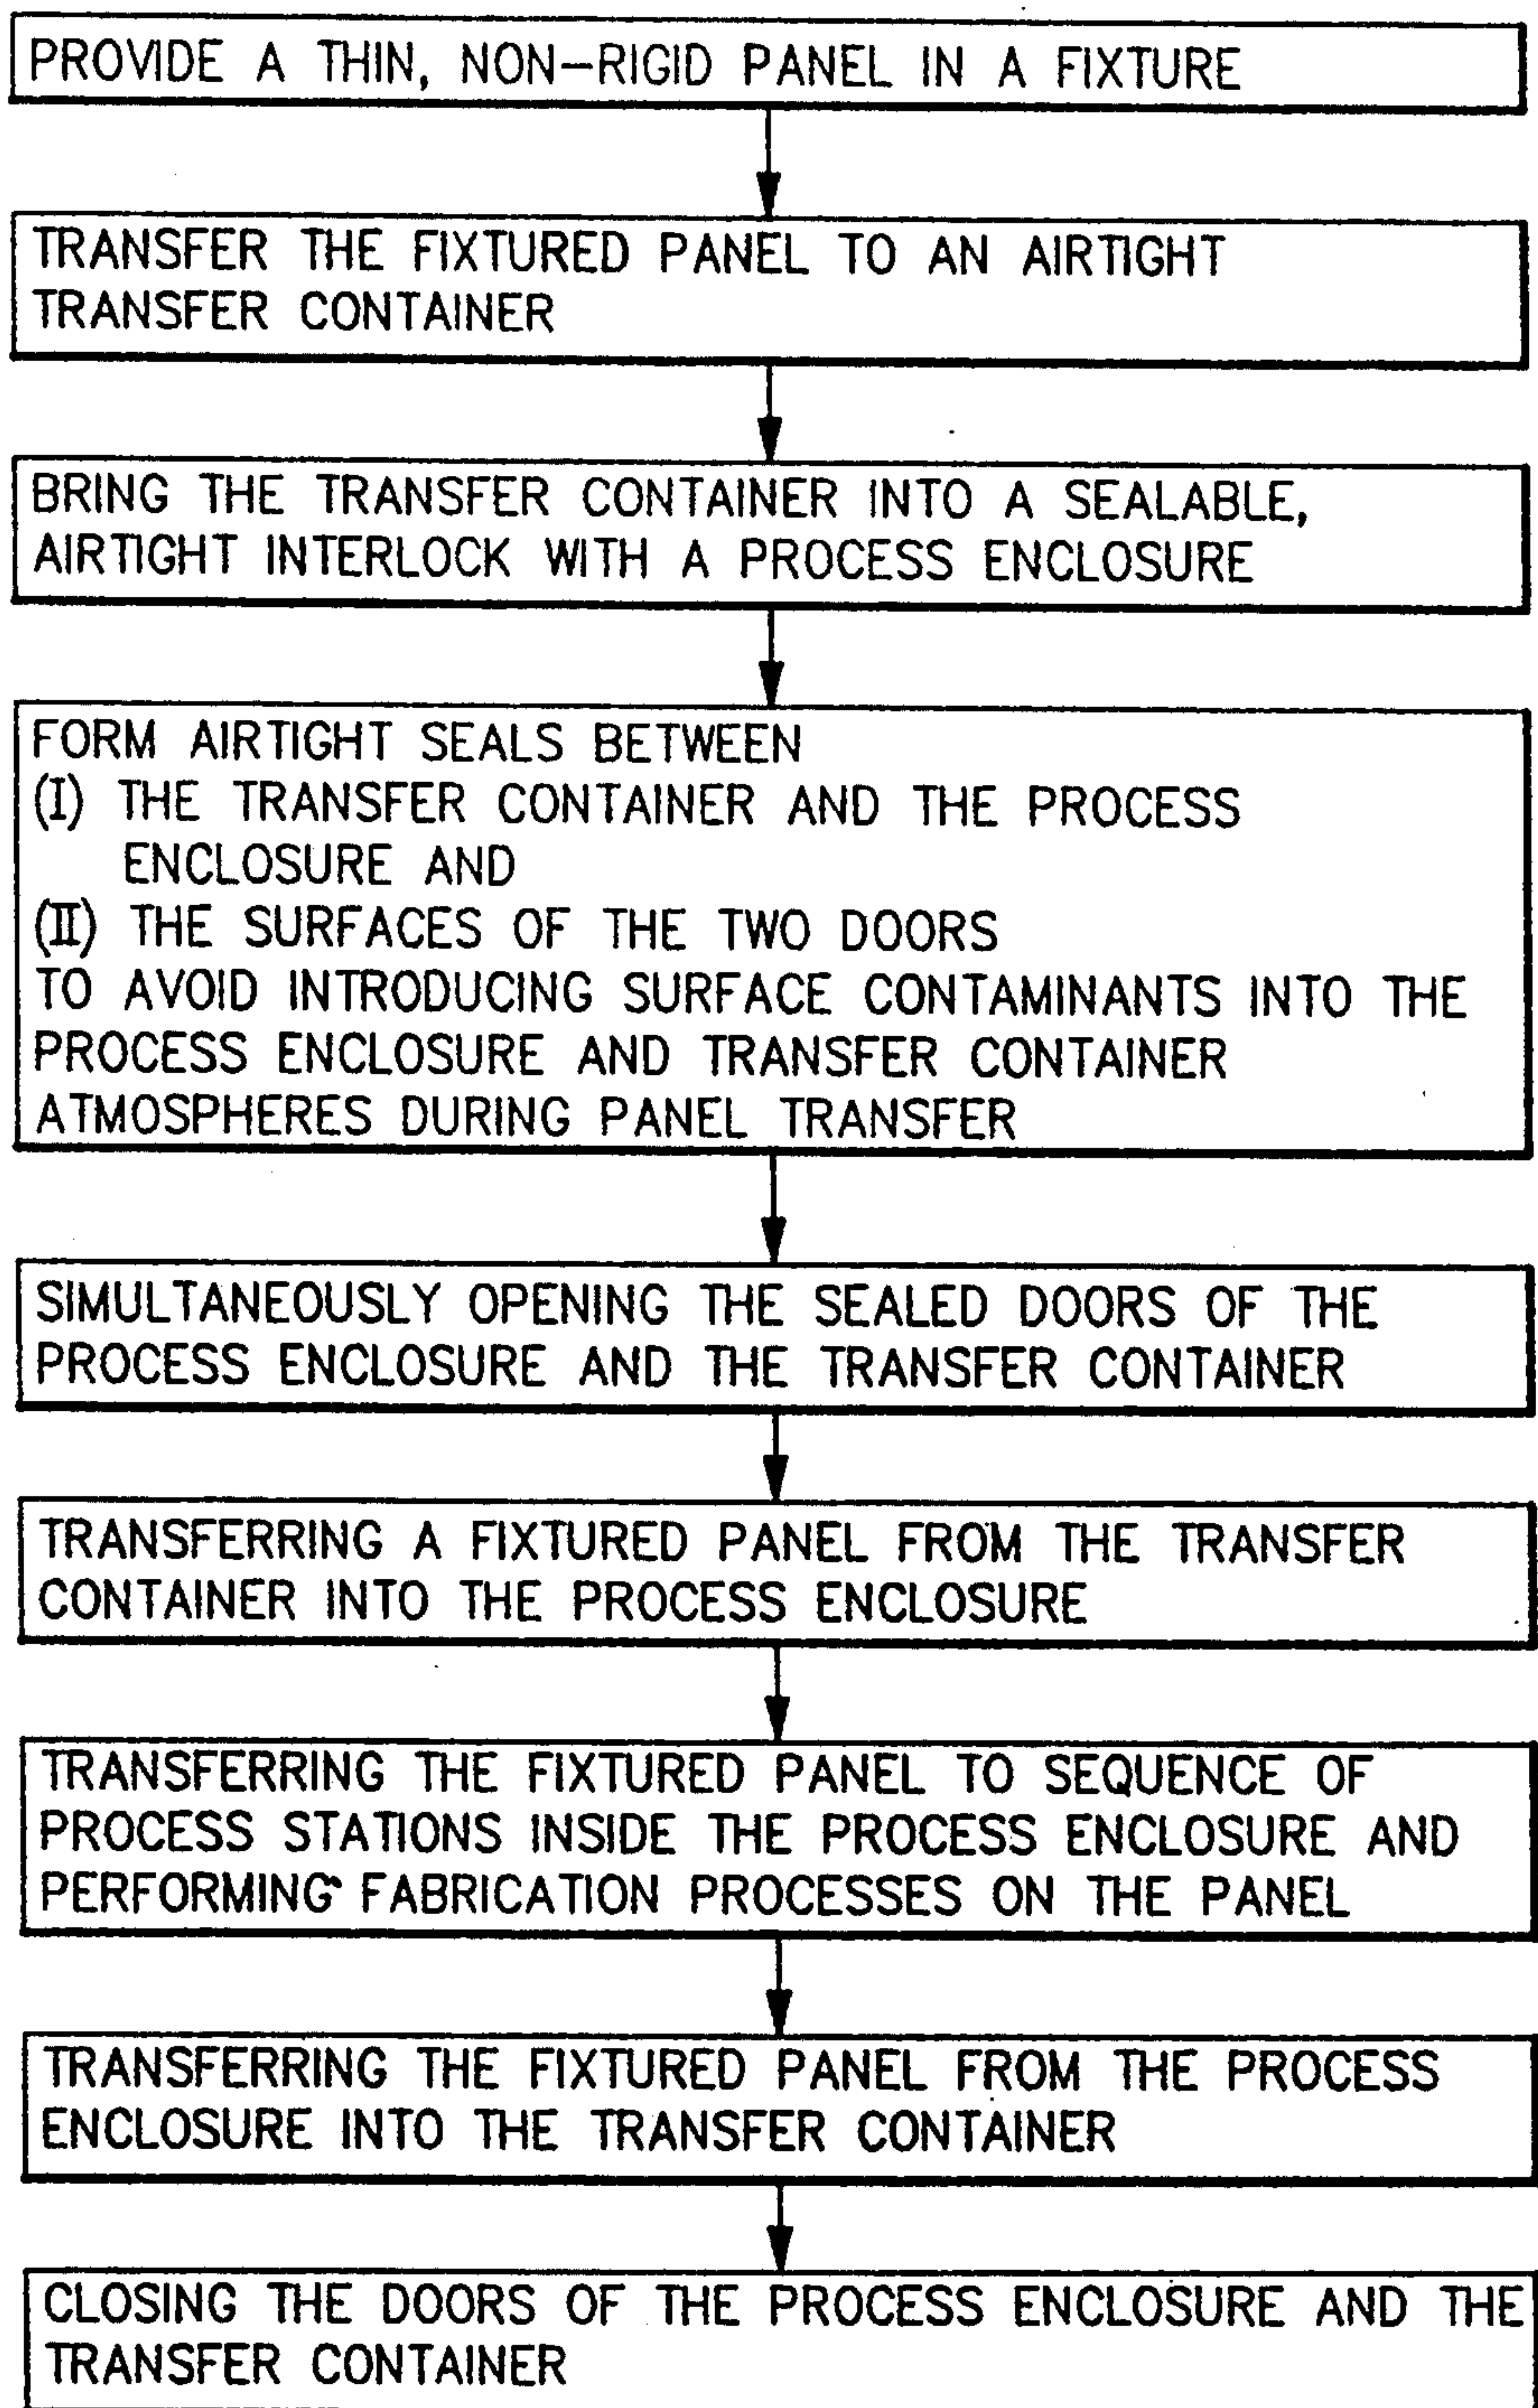 PROVIDE A THIN, NON-RIGID PANEL IN A FIXTURE
TRANSFER THE FIXTURED PANEL TO AN AIRTIGHT
TRANSFER CONTAINER
BRING THE TRANSFER CONTAINER INTO A SEALABLE,
AIRTIGHT INTERLOCK WITH A PROCESS ENCLOSURE
FORM AIRTIGHT SEALS BETWEEN
(I) THE TRANSFER CONTAINER AND THE PROCESS
ENCLOSURE AND
(II) THE SURFACES OF THE TWO DOORS
TO AVOID INTRODUCING SURFACE CONTAMINANTS INTO THE
PROCESS ENCLOSURE AND TRANSFER CONTAINER
ATMOSPHERES DURING PANEL TRANSFER
SIMULTANEOUSLY OPENING THE SEALED DOORS OF THE
PROCESS ENCLOSURE AND THE TRANSFER CONTAINER
TRANSFERRING A FIXTURED PANEL FROM THE TRANSFER
CONTAINER INTO THE PROCESS ENCLOSURE
TRANSFERRING THE FIXTURED PANEL TO SEQUENCE OF
PROCESS STATIONS INSIDE THE PROCESS ENCLOSURE AND
PERFORMING FABRICATION PROCESSES ON THE PANEL
TRANSFERRING THE FIXTURED PANEL FROM THE PROCESS
ENCLOSURE INTO THE TRANSFER CONTAINER
CLOSING THE DOORS OF THE PROCESS ENCLOSURE AND THE
TRANSFER CONTAINER